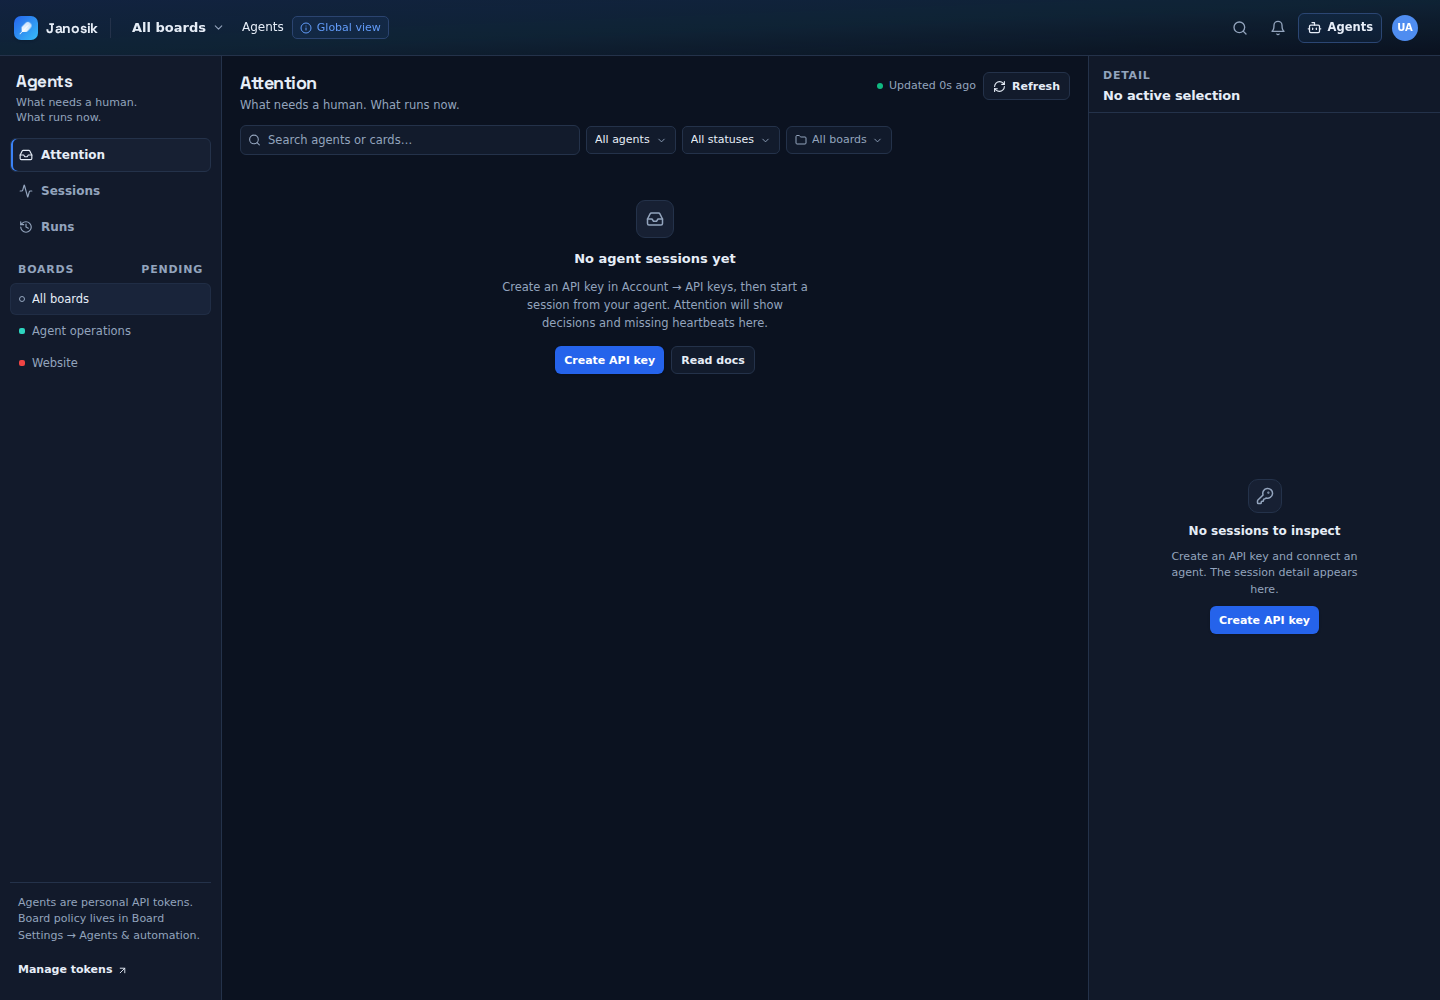 Janosik
All boards
Agents
Global view
Agents
UA
Agents
What needs a human.
What runs now.
Attention
Sessions
Runs
BOARDS PENDING
All boards
Agent operations
Website
Agents are personal API tokens.
Board policy lives in Board
Settings → Agents & automation.
Manage tokens
Attention
What needs a human. What runs now.
Updated 0s ago
Refresh
Search agents or cards...
All agents
All statuses
All boards
No agent sessions yet
Create an API key in Account → API keys, then start a
session from your agent. Attention will show
decisions and missing heartbeats here.
Create API key
Read docs
DETAIL
No active selection
No sessions to inspect
Create an API key and connect an
agent. The session detail appears
here.
Create API key